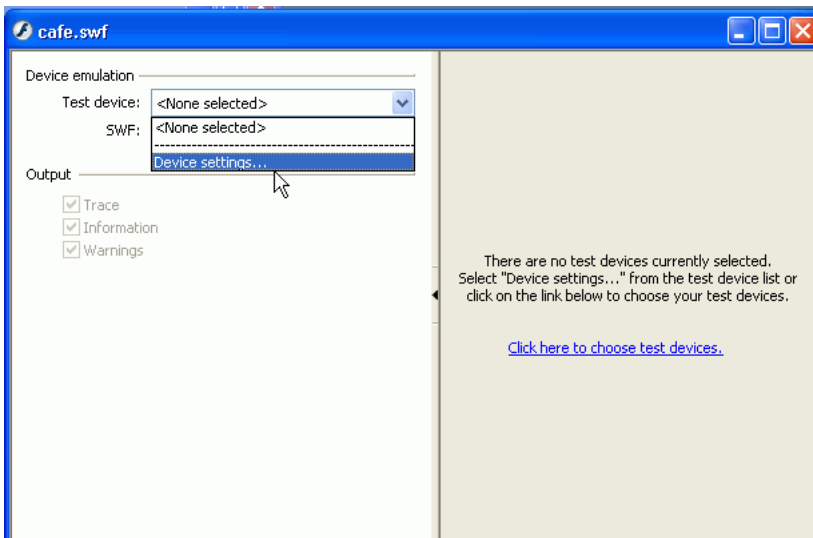 cafe.swf
Device emulation
Test device: <None selected>
SWF: <None selected>
Device settings...
Output
Trace
Information
Warnings
There are no test devices currently selected.
Select "Device settings..." from the test device list or
click on the link below to choose your test devices.
Click here to choose test devices.